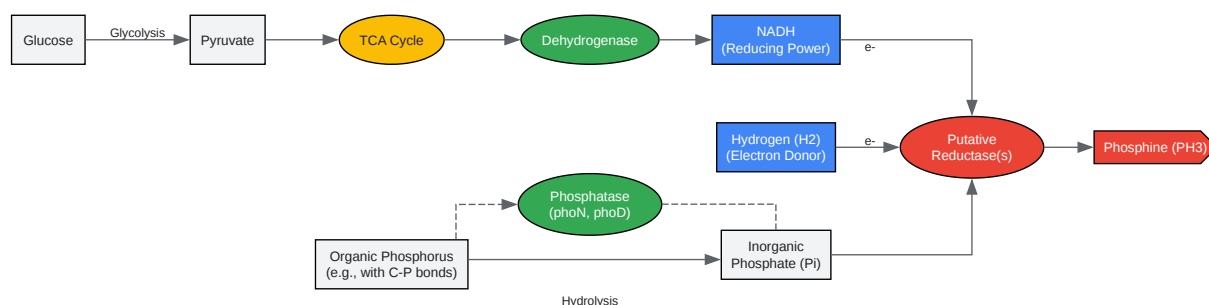 Glucose
Glycolysis
Pyruvate
TCA Cycle
Dehydrogenase
NADH
(Reducing Power)
e-
Hydrogen (H2)
(Electron Donor)
e-
Putative
Reductase(s)
Phosphine (PH3)
Phosphatase
(phoN, phoD)
Organic Phosphorus
(e.g., with C-P bonds)
Inorganic
Phosphate (Pi)
Hydrolysis